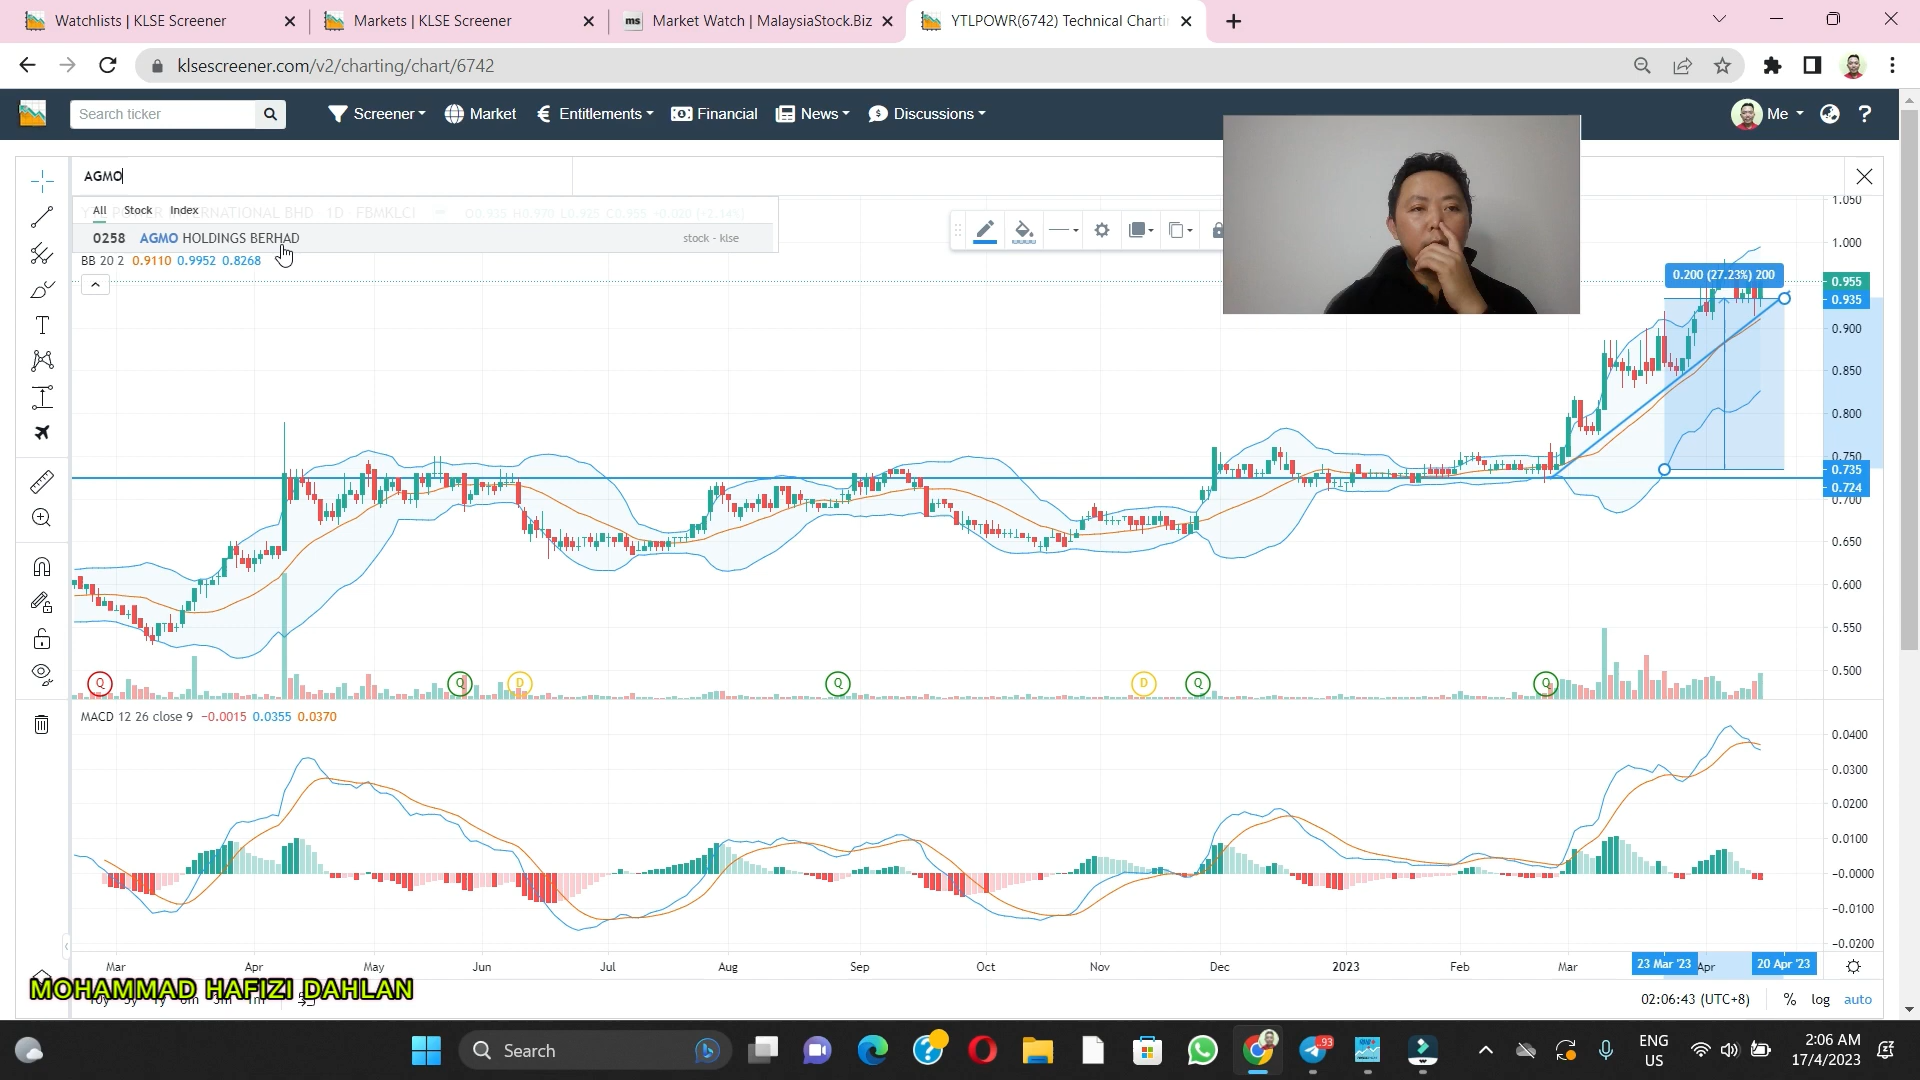 Watchlists | KLSE Screener
Markets | KLSE Screener
ms Market Watch | MalaysiaStock.Biz
YTLPOWR(6742) Technical Charti
klsescreener.com/v2/charting/chart/6742
Search ticker
Screener
Market
Entitlements
Financial
News
Discussions
Me
?
AGMO
All Stock Index
0258 AGMO HOLDINGS BERHAD stock - klse
BB 20 2 0.9110 0.9952 0.8268
0.200 (27.23%) 200
1.050
1.000
0.955
0.935
0.900
0.850
0.800
0.750
0.735
0.724
0.700
0.650
0.600
0.550
0.500
Q Q D Q D Q Q
MACD 12 26 close 9 −0.0015 0.0355 0.0370
0.0400
0.0300
0.0200
0.0100
−0.0000
−0.0100
−0.0200
Mar Apr May Jun Jul Aug Sep Oct Nov Dec 2023 Feb Mar 23 Mar '23 Apr 20 Apr '23
MOHAMMAD HAFIZI DAHLAN
02:06:43 (UTC+8) % log auto
Search
93
ENG
US
2:06 AM
17/4/2023